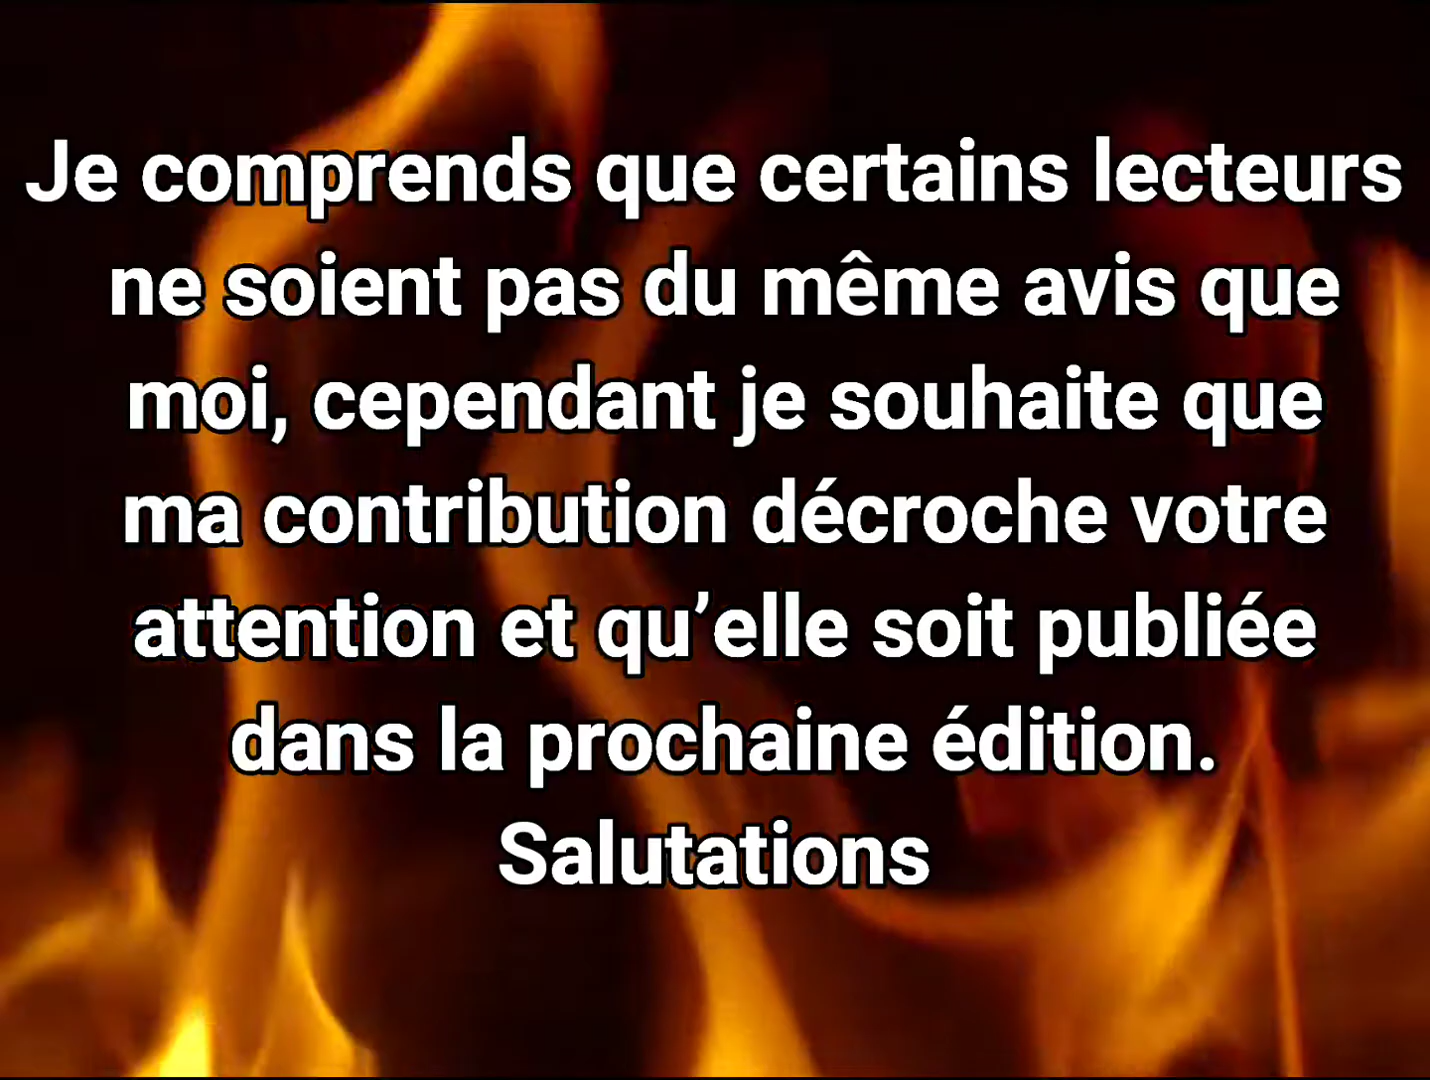 Je comprends que certains lecteurs
ne soient pas du même avis que
moi, cependant je souhaite que
ma contribution décroche votre
attention et qu’elle soit publiée
dans la prochaine édition.
Salutations